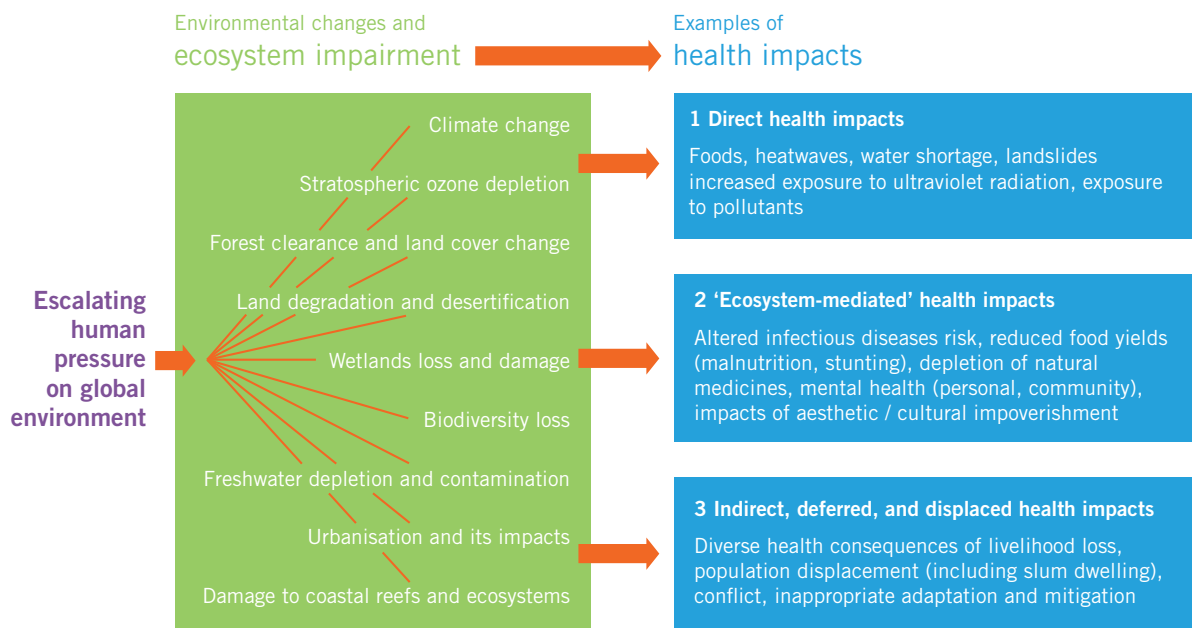 Environmental changes and
ecosystem impairment
Examples of
health impacts
Escalating
human
pressure
on global
environment
Climate change
Stratospheric ozone depletion
Forest clearance and land cover change
Land degradation and desertification
Wetlands loss and damage
Biodiversity loss
Freshwater depletion and contamination
Urbanisation and its impacts
Damage to coastal reefs and ecosystems
1 Direct health impacts
Foods, heatwaves, water shortage, landslides
increased exposure to ultraviolet radiation, exposure
to pollutants
2 ‘Ecosystem-mediated’ health impacts
Altered infectious diseases risk, reduced food yields
(malnutrition, stunting), depletion of natural
medicines, mental health (personal, community),
impacts of aesthetic / cultural impoverishment
3 Indirect, deferred, and displaced health impacts
Diverse health consequences of livelihood loss,
population displacement (including slum dwelling),
conflict, inappropriate adaptation and mitigation